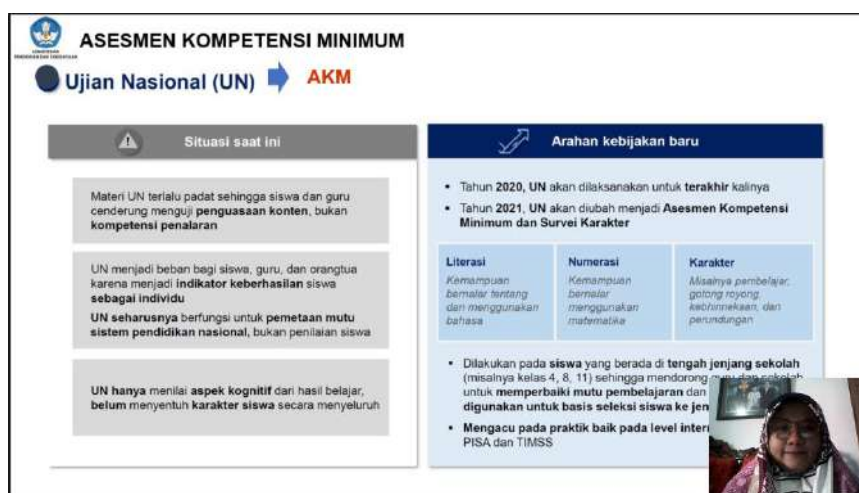 ASESMEN KOMPETENSI MINIMUM
Ujian Nasional (UN)
AKM
Situasi saat ini
Materi UN terlalu padat sehingga siswa dan guru
cenderung menguji penguasaan konten, bukan
kompetensi penalaran
UN menjadi beban bagi siswa, guru, dan orangtua
karena menjadi indikator keberhasilan siswa
sebagai individu
UN seharusnya berfungsi untuk pemetaan mutu
sistem pendidikan nasional, bukan penilaian siswa
UN hanya menilai aspek kognitif dari hasil belajar,
belum menyentuh karakter siswa secara menyeluruh
Arahan kebijakan baru
• Tahun 2020, UN akan dilaksanakan untuk terakhir kalinya
• Tahun 2021, UN akan diubah menjadi Asesmen Kompetensi
Minimum dan Survei Karakter
Literasi
Kemampuan
bernalar tentang
dan menggunakan
bahasa
Numerasi
Kemampuan
bernalar
menggunakan
matematika
Karakter
Misalnya pembelajar,
gotong royong,
kebhinnekaan, dan
perundungan
• Dilakukan pada siswa yang berada di tengah jenjang sekolah
(misalnya kelas 4, 8, 11) sehingga mendorong guru dan sekolah
untuk memperbaiki mutu pembelajaran dan
digunakan untuk basis seleksi siswa ke
• Mengacu pada praktik baik pada level
PISA dan TIMSS